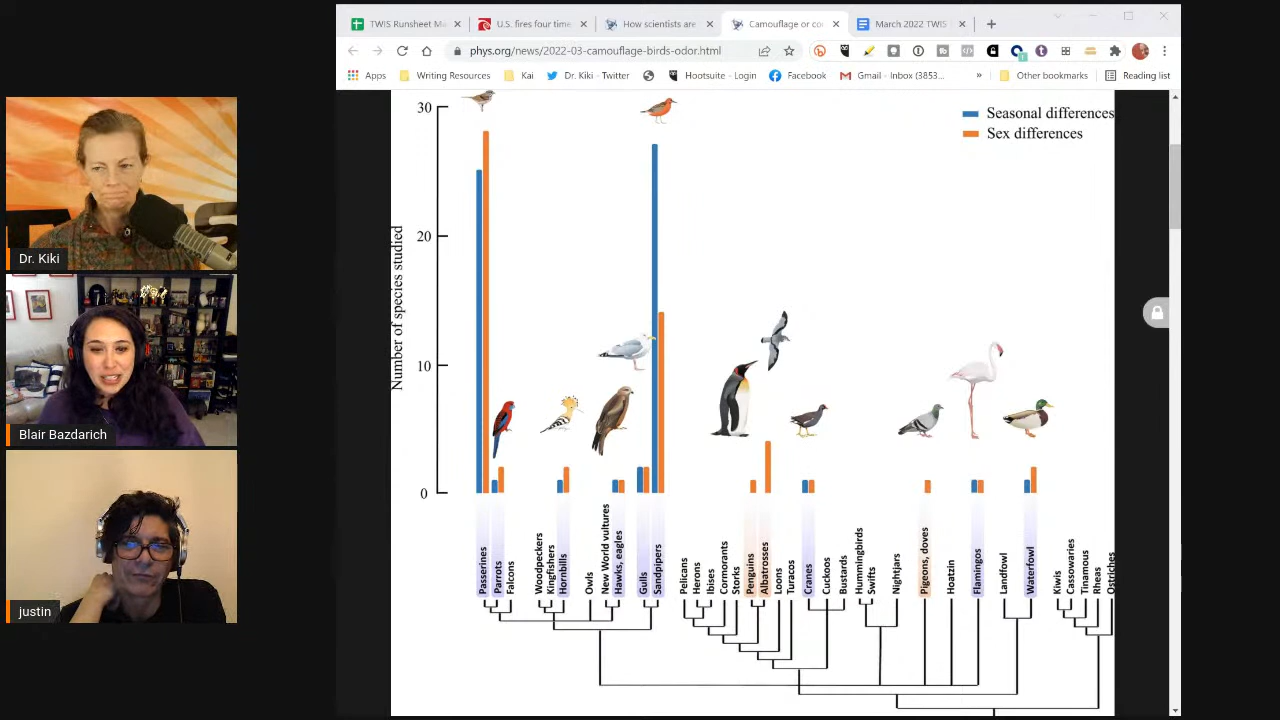 TWIS Runsheet Ma
U.S. fires four time
How scientists are
Camouflage or co
March 2022 TWIS
phys.org/news/2022-03-camouflage-birds-odor.html
Apps
Writing Resources
Kai
Dr. Kiki - Twitter
Hootsuite - Login
Facebook
Gmail - Inbox (3853...
»
Other bookmarks
Reading list
Dr. Kiki
Blair Bazdarich
justin
Seasonal differences
Sex differences
Number of species studied
30
20
10
0
Passerines
Parrots
Falcons
Woodpeckers
Kingfishers
Hornbills
Owls
New World vultures
Hawks, eagles
Gulls
Sandpipers
Pelicans
Herons
Ibises
Cormorants
Storks
Penguins
Albatrosses
Loons
Turacos
Cranes
Cuckoos
Bustards
Hummingbirds
Swifts
Nightjars
Pigeons, doves
Hoatzin
Flamingos
Landfowl
Waterfowl
Kiwis
Cassowaries
Tinamous
Rheas
Ostriches